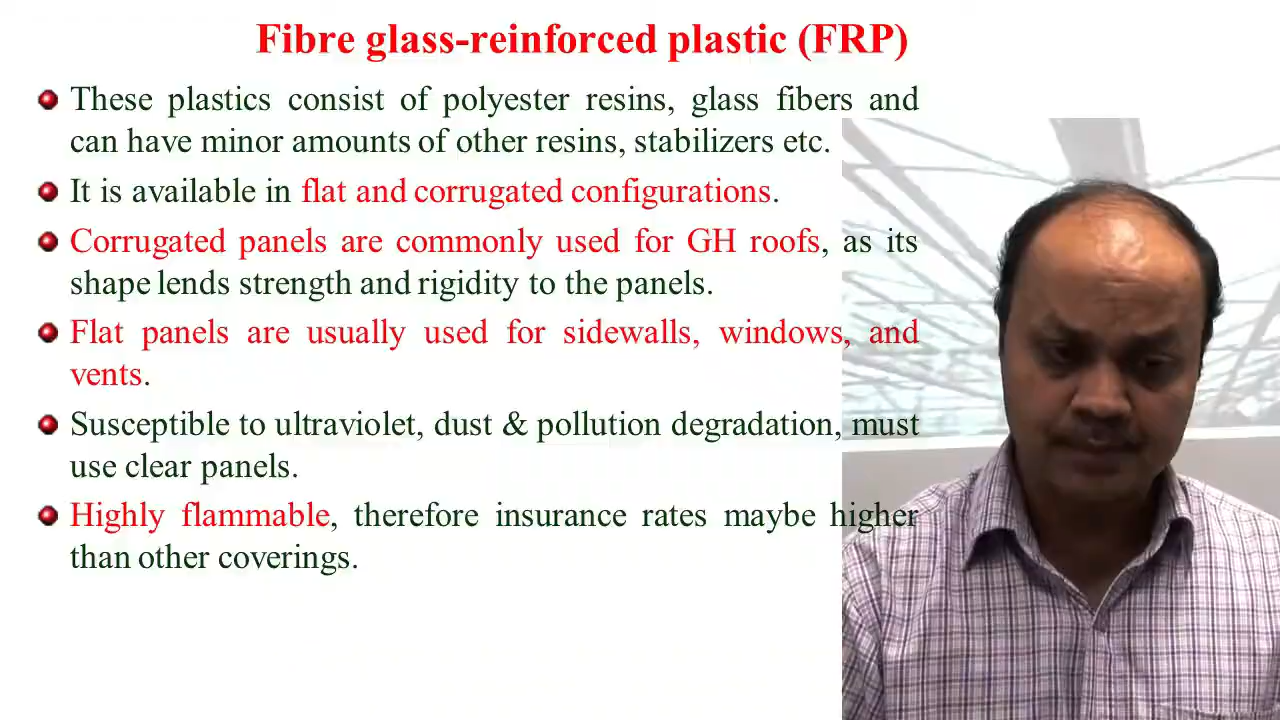 Fibre glass-reinforced plastic (FRP)
These plastics consist of polyester resins, glass fibers and
can have minor amounts of other resins, stabilizers etc.
It is available in flat and corrugated configurations.
Corrugated panels are commonly used for GH roofs, as its
shape lends strength and rigidity to the panels.
Flat panels are usually used for sidewalls, windows, and
vents.
Susceptible to ultraviolet, dust & pollution degradation, must
use clear panels.
Highly flammable, therefore insurance rates maybe higher
than other coverings.